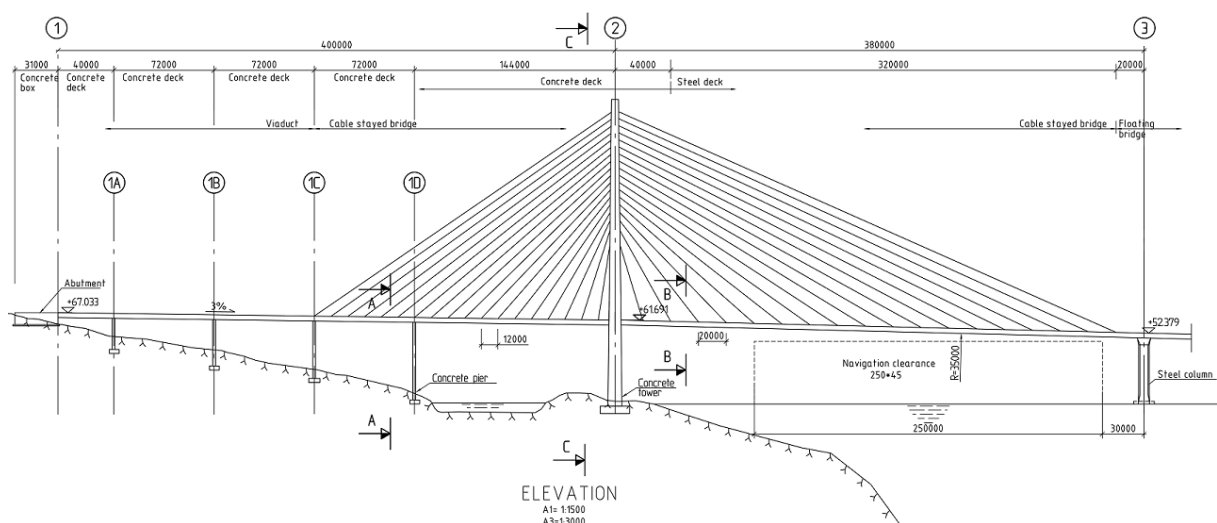 1
2
3
C
400000
380000
31000
40000
72000
72000
72000
144000
40000
320000
20000
Concrete
box
Concrete
deck
Concrete deck
Concrete deck
Concrete deck
Concrete deck
Steel deck
Viaduct
Cable stayed bridge
Cable stayed bridge
Floating
bridge
1A
1B
1C
1D
Abutment
+67.033
3%
A
B
+61.691
+52.379
12000
20000
R=35000
Navigation clearance
250*45
B
Concrete pier
Concrete
tower
Steel column
A
250000
30000
C
ELEVATION
A1= 1:1500
A3=1:3000